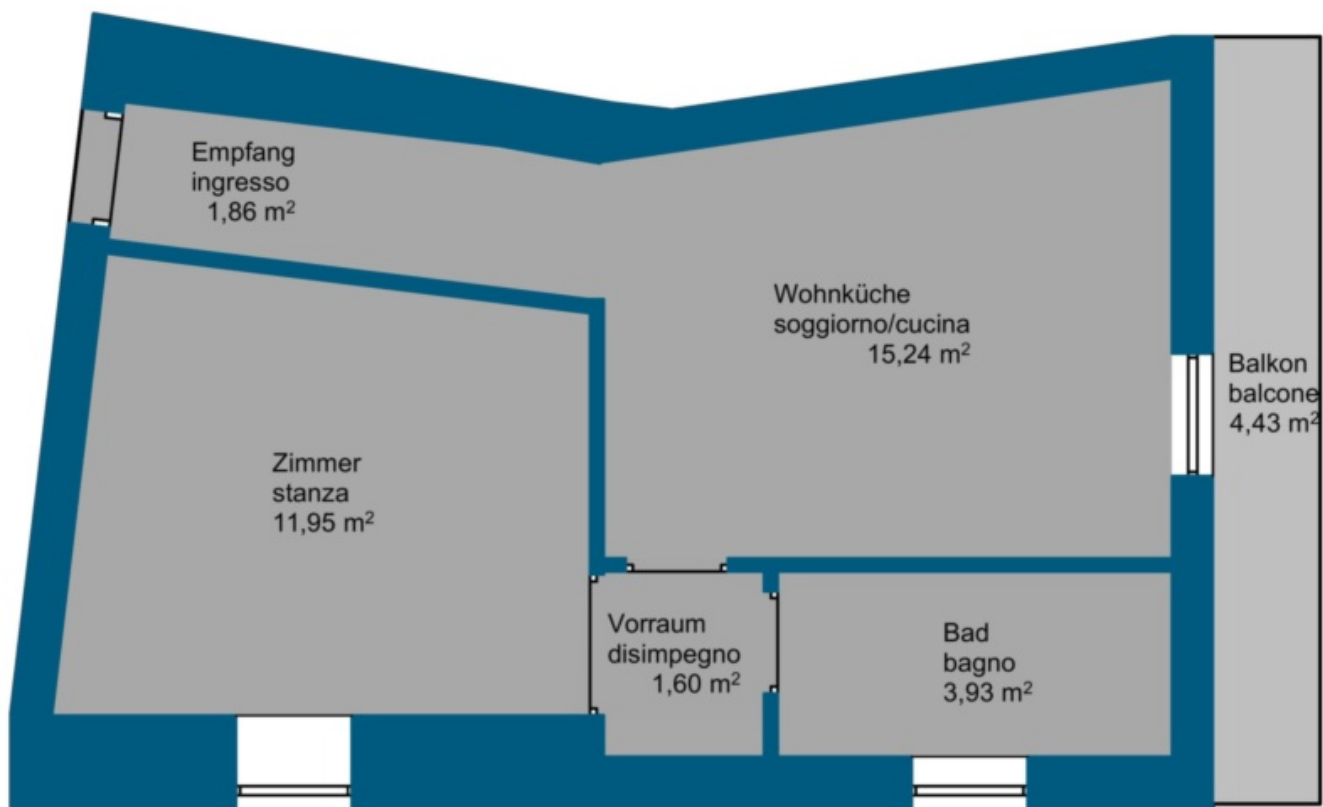 Empfang
ingresso
1,86 m²
Wohnküche
soggiorno/cucina
15,24 m²
Balkon
balcone
4,43 m²
Zimmer
stanza
11,95 m²
Vorraum
disimpegno
1,60 m²
Bad
bagno
3,93 m²